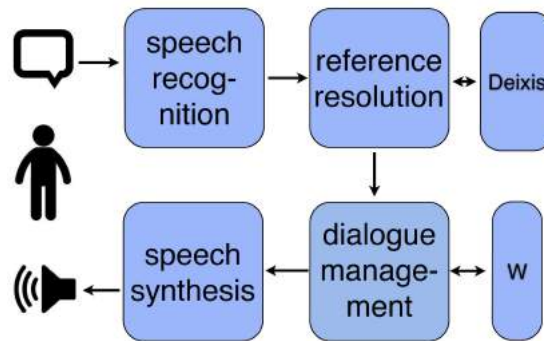 speech
recog-
nition
reference
resolution
Deixis
speech
synthesis
dialogue
manage-
ment
W